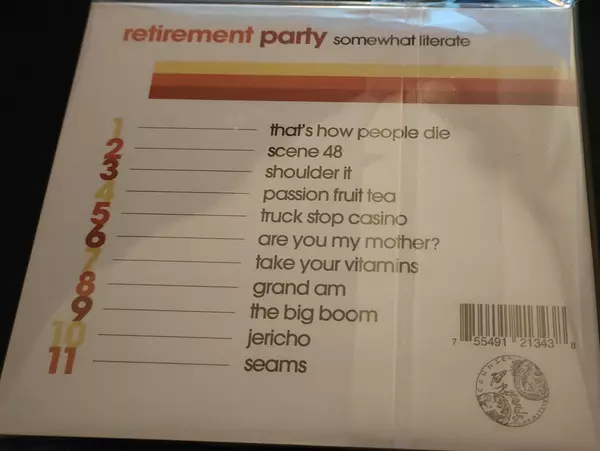 retirement party somewhat literate
1 that's how people die
2 scene 48
3 shoulder it
4 passion fruit tea
5 truck stop casino
6 are you my mother?
7 take your vitamins
8 grand am
9 the big boom
10 jericho
11 seams
7 55491 21343 8